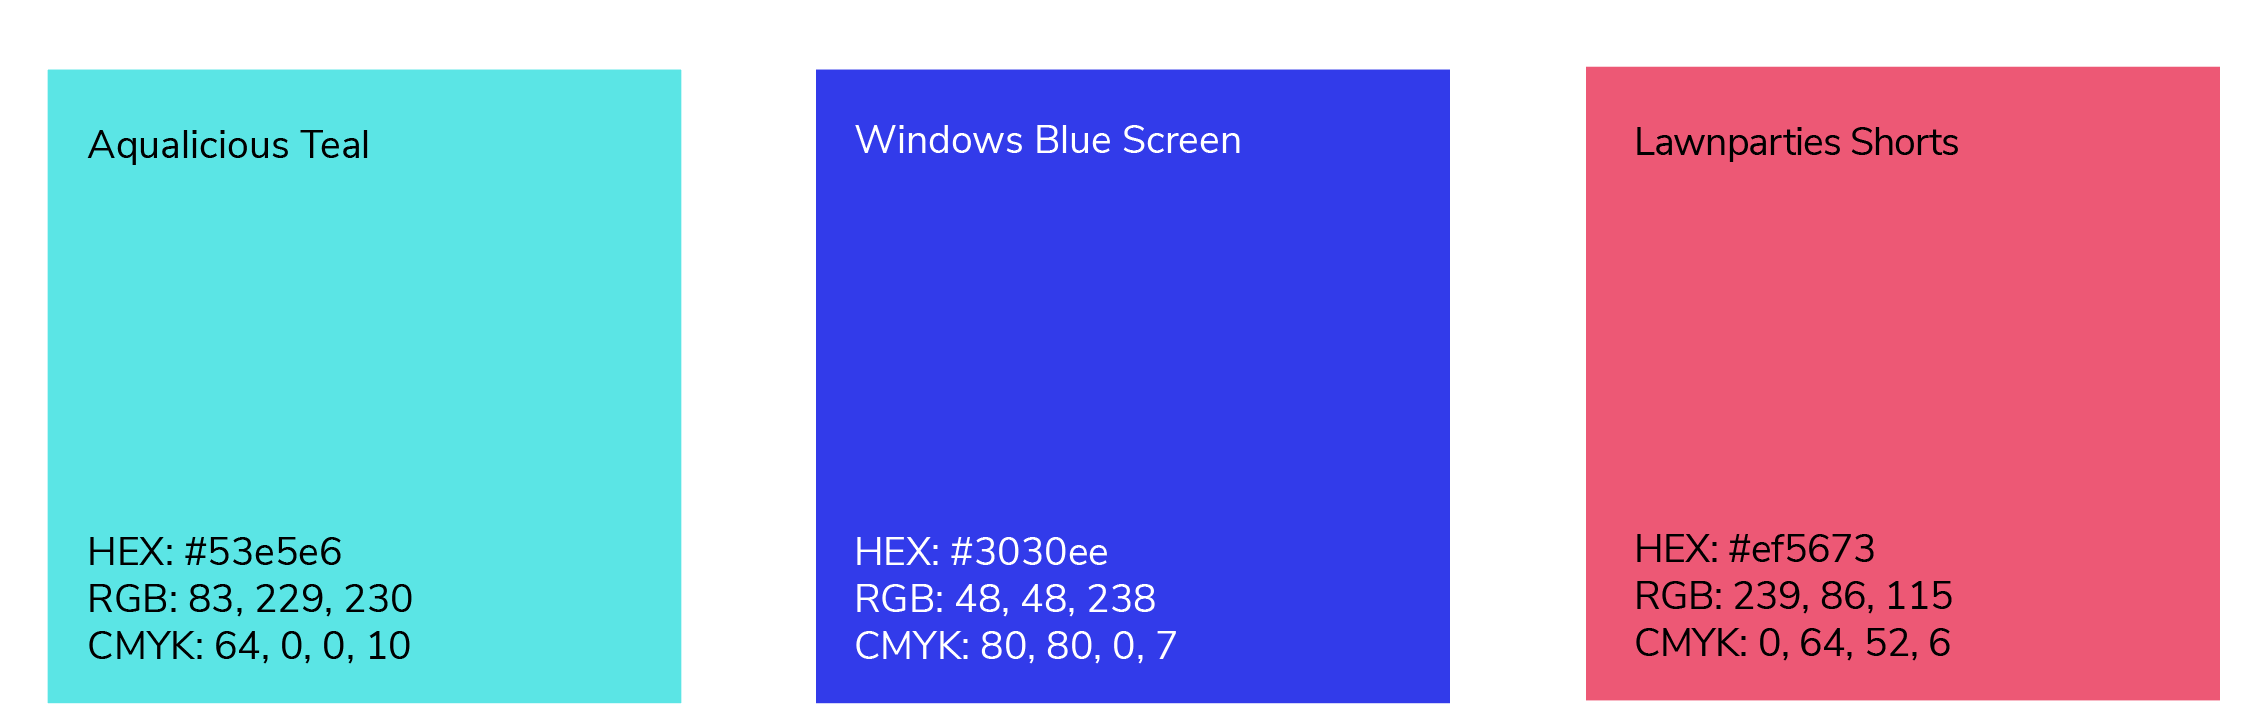 Aqualicious Teal
HEX: #53e5e6
RGB: 83, 229, 230
CMYK: 64, 0, 0, 10
Windows Blue Screen
HEX: #3030ee
RGB: 48, 48, 238
CMYK: 80, 80, 0, 7
Lawnparties Shorts
HEX: #ef5673
RGB: 239, 86, 115
CMYK: 0, 64, 52, 6